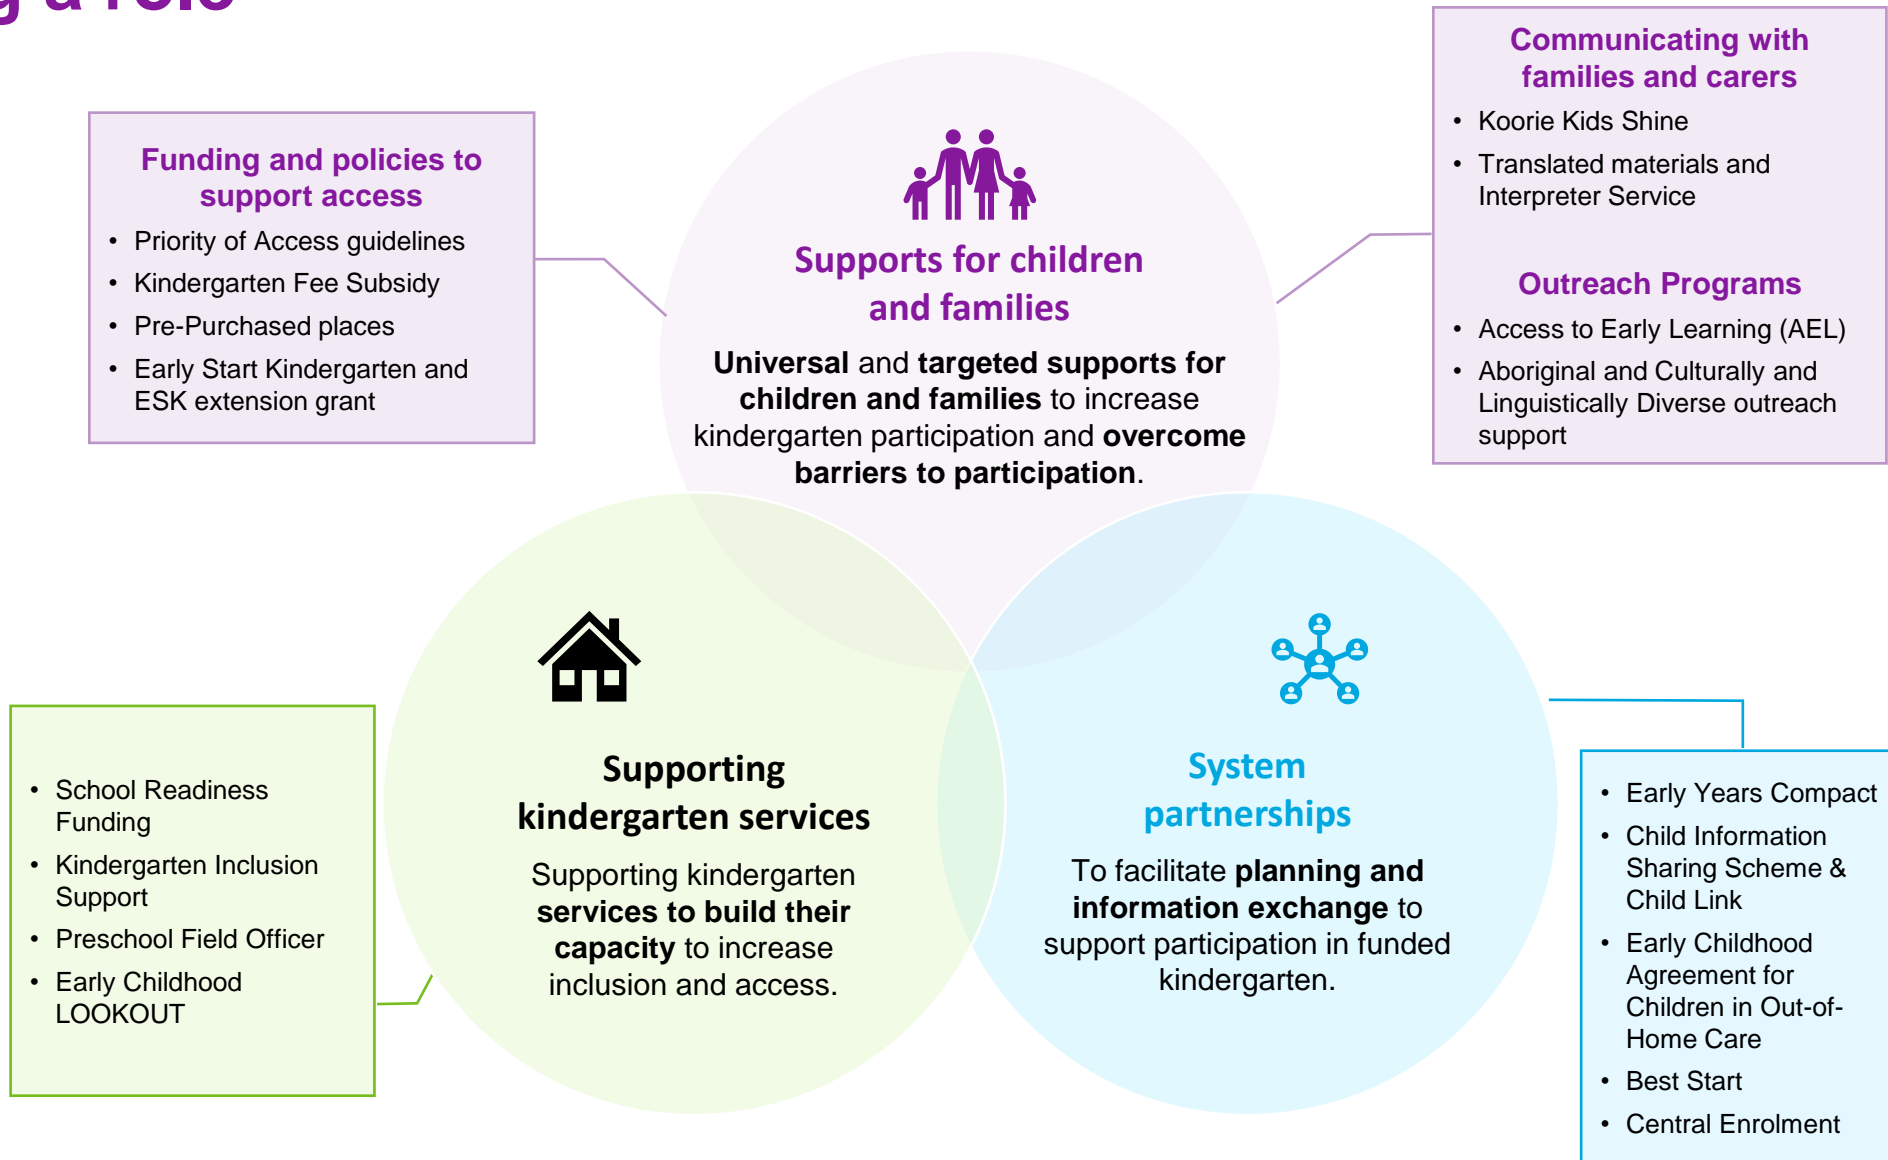 g a role
Funding and policies to
support access
• Priority of Access guidelines
• Kindergarten Fee Subsidy
• Pre-Purchased places
• Early Start Kindergarten and
ESK extension grant
Supports for children
and families
Universal and targeted supports for
children and families to increase
kindergarten participation and overcome
barriers to participation.
Communicating with
families and carers
• Koorie Kids Shine
• Translated materials and
Interpreter Service
Outreach Programs
• Access to Early Learning (AEL)
• Aboriginal and Culturally and
Linguistically Diverse outreach
support
• School Readiness
Funding
• Kindergarten Inclusion
Support
• Preschool Field Officer
• Early Childhood
LOOKOUT
Supporting
kindergarten services
Supporting kindergarten
services to build their
capacity to increase
inclusion and access.
System
partnerships
To facilitate planning and
information exchange to
support participation in funded
kindergarten.
• Early Years Compact
• Child Information
Sharing Scheme &
Child Link
• Early Childhood
Agreement for
Children in Out-of-
Home Care
• Best Start
• Central Enrolment